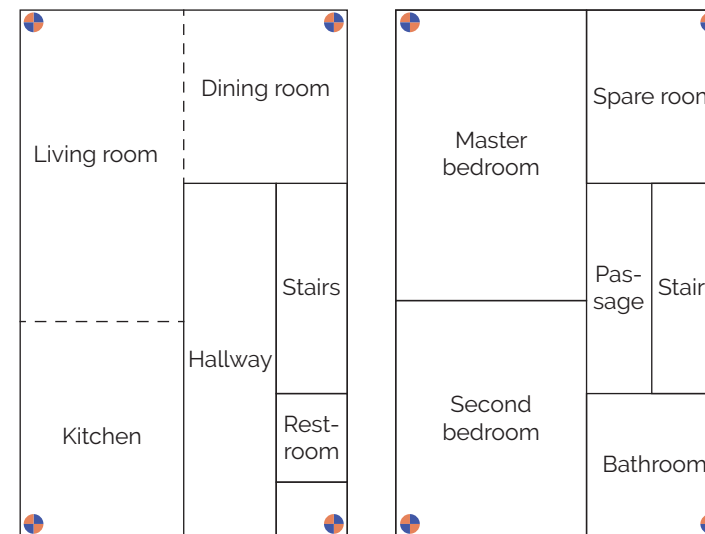 Dining room
Living room
Stairs
Hallway
Rest-
room
Kitchen
Spare room
Master
bedroom
Pas-
sage
Stair
Second
bedroom
Bathroom